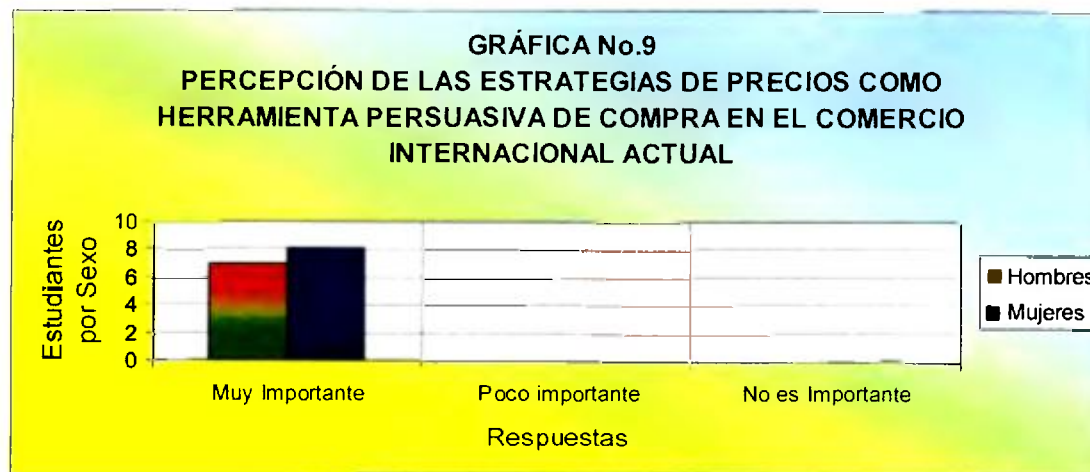 GRÁFICA No.9
PERCEPCIÓN DE LAS ESTRATEGIAS DE PRECIOS COMO
HERRAMIENTA PERSUASIVA DE COMPRA EN EL COMERCIO
INTERNACIONAL ACTUAL
Estudiantes
por Sexo
10
8
6
4
2
0
Muy Importante
Poco importante
No es Importante
Respuestas
Hombres
Mujeres